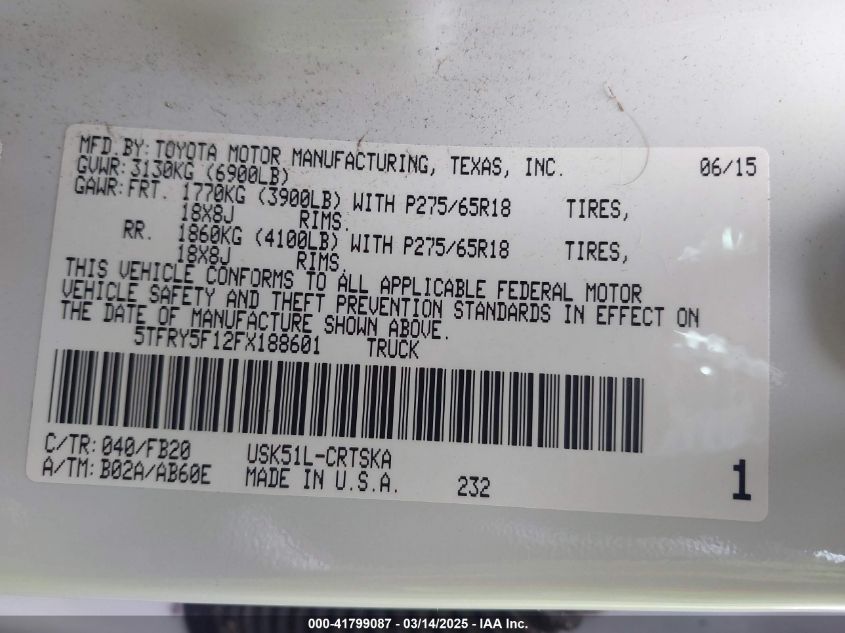 MFD.BY:TOYOTA MOTOR MANUFACTURING, TEXAS, INC. 06/15
GVWR:3130KG (6900LB)
GAWR:FRT. 1770KG (3900LB) WITH P275/65R18 TIRES,
18X8J RIMS.
RR. 1860KG (4100LB) WITH P275/65R18 TIRES,
18X8J RIMS.
THIS VEHICLE CONFORMS TO ALL APPLICABLE FEDERAL MOTOR
VEHICLE SAFETY AND THEFT PREVENTION STANDARDS IN EFFECT ON
THE DATE OF MANUFACTURE SHOWN ABOVE.
5TFRY5F12FX188601 TRUCK
C/TR:040/FB20 USK51L-CRTSKA
A/TM:B02A/AB60E MADE IN U.S.A. 232 1
000-41799087 - 03/14/2025 - IAA Inc.